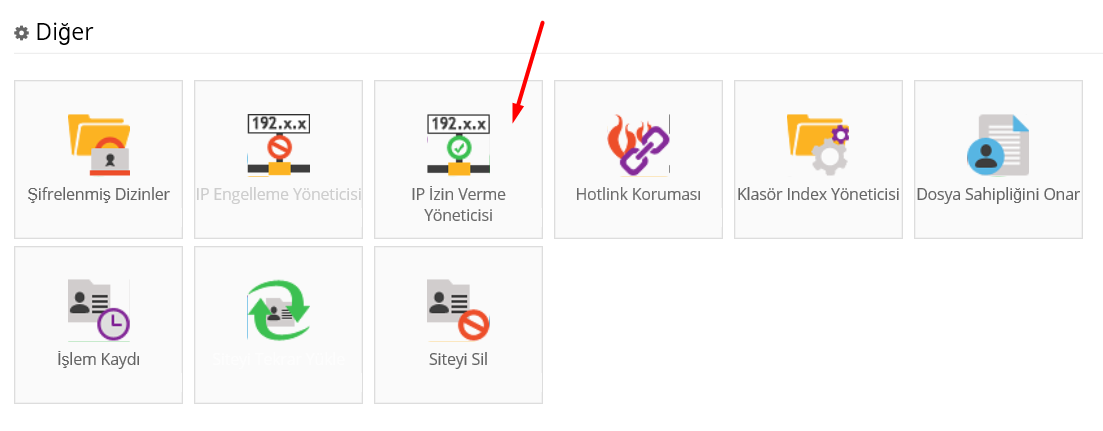 Diğer
192.x.x
192.x.x
Şifrelenmiş Dizinler
IP Engelleme Yöneticisi
IP İzin Verme
Yöneticisi
Hotlink Koruması
Klasör Index Yöneticisi
Dosya Sahipliğini Onar
İşlem Kaydı
Siteyi Sil